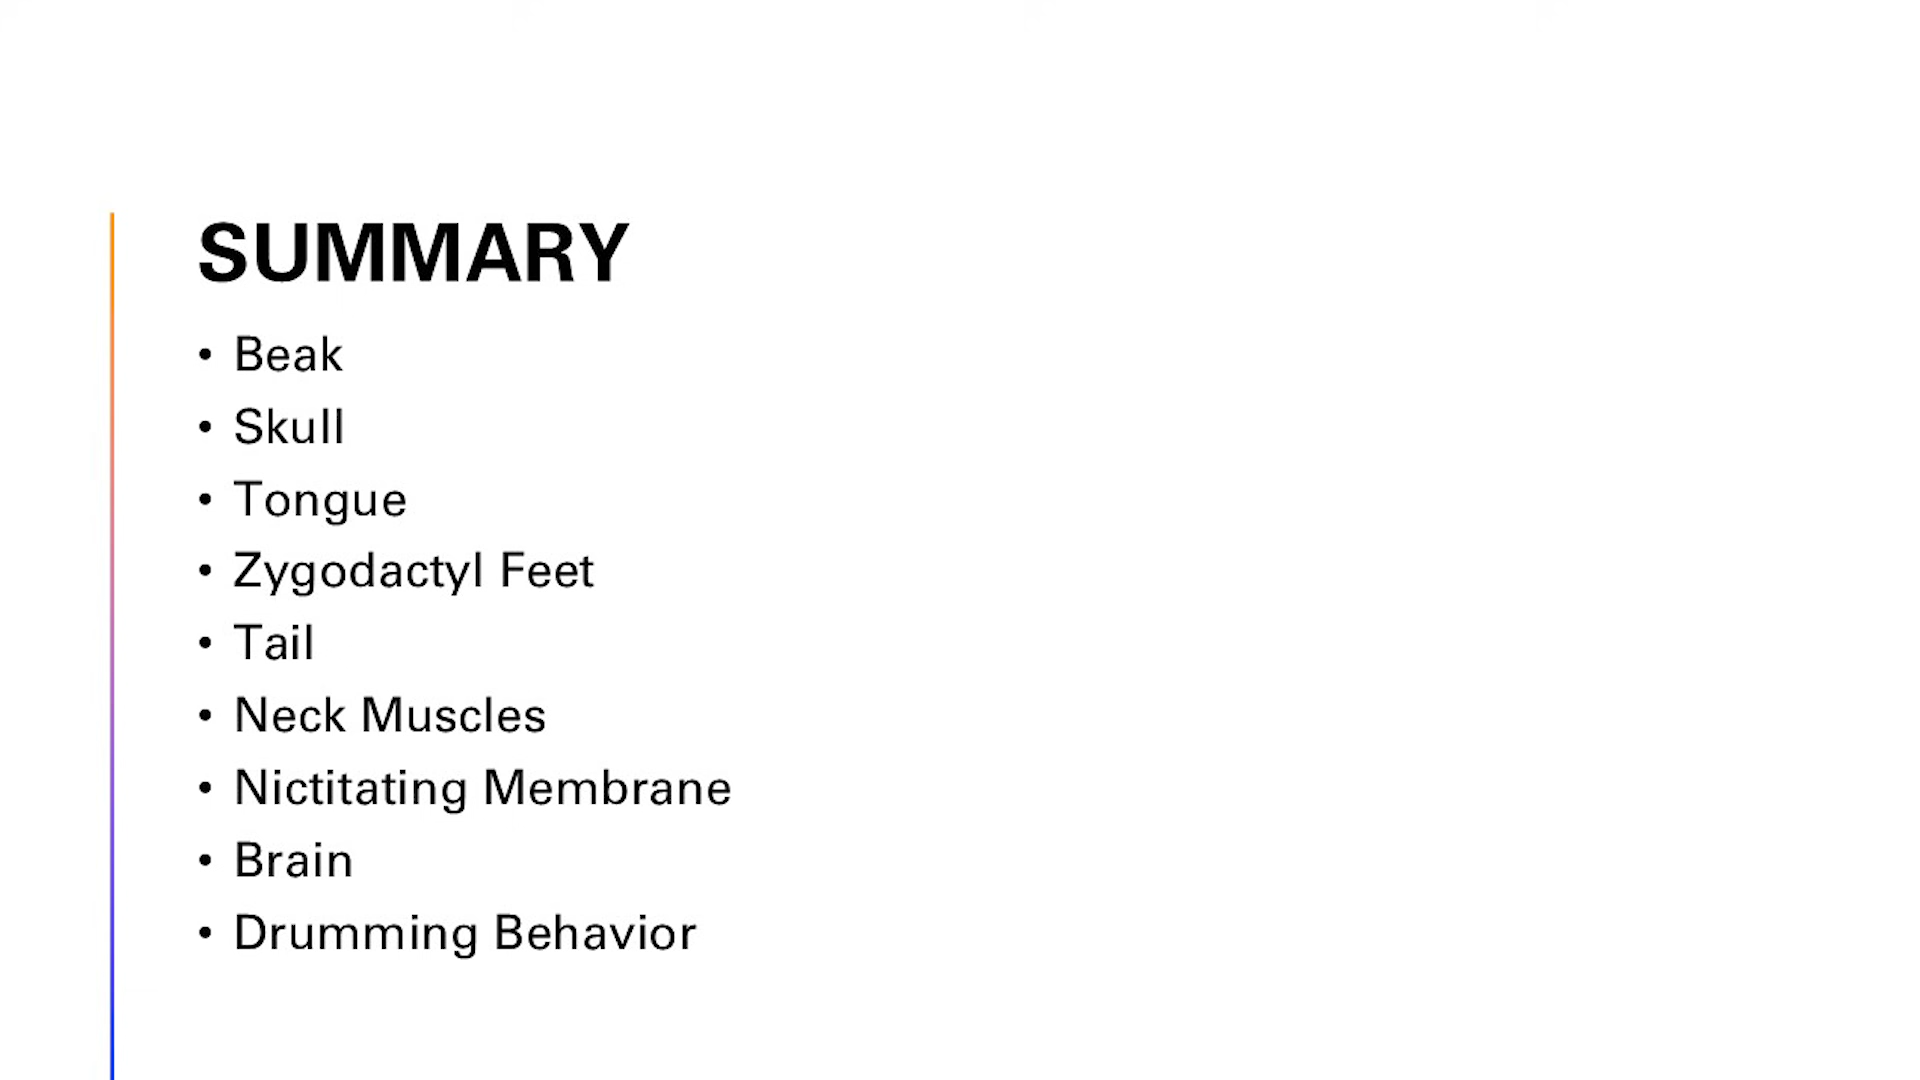 SUMMARY
• Beak
• Skull
• Tongue
• Zygodactyl Feet
• Tail
• Neck Muscles
• Nictitating Membrane
• Brain
• Drumming Behavior